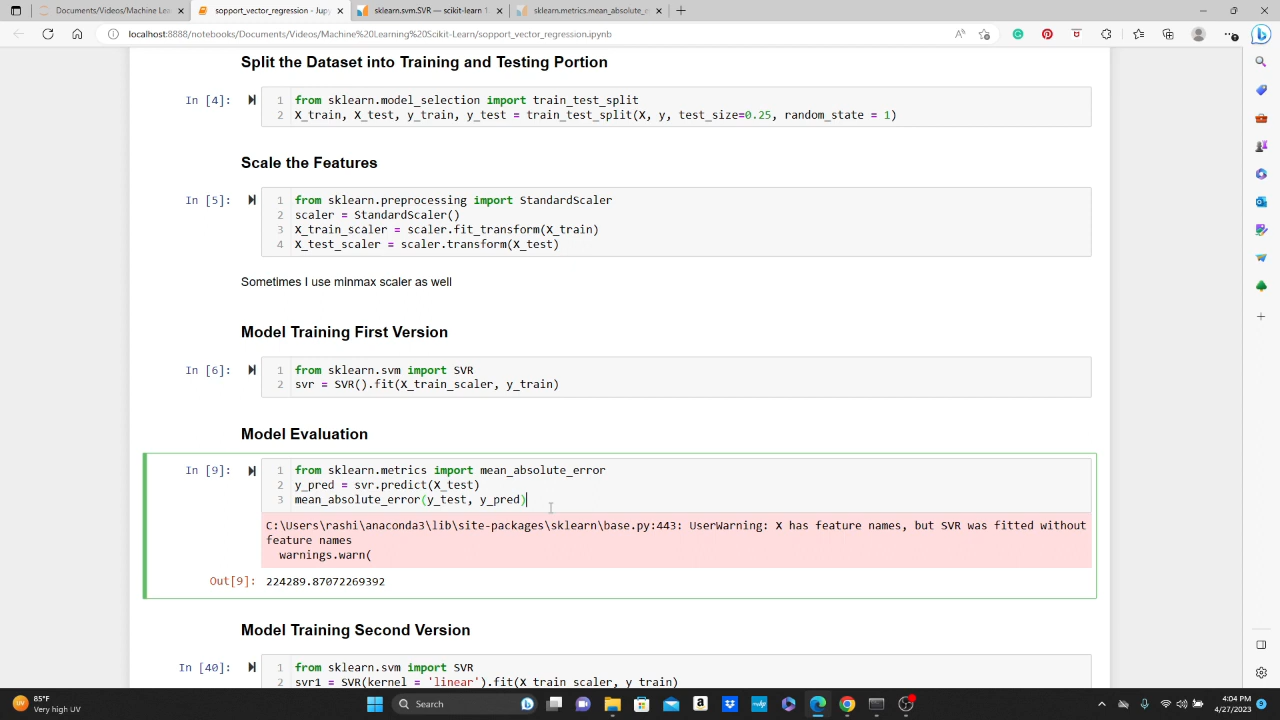 Documents/Videos/Machine Lea
sopport_vector_regression - Jupy
sklearn.svm.SVR — scikit-learn 1
sklearn.metrics.mean_absolute_e
localhost:8888/notebooks/Documents/Videos/Machine%20Learning%20Scikit-Learn/sopport_vector_regression.ipynb
Split the Dataset into Training and Testing Portion
In [4]:
1 from sklearn.model_selection import train_test_split
2 X_train, X_test, y_train, y_test = train_test_split(X, y, test_size=0.25, random_state = 1)
Scale the Features
In [5]:
1 from sklearn.preprocessing import StandardScaler
2 scaler = StandardScaler()
3 X_train_scaler = scaler.fit_transform(X_train)
4 X_test_scaler = scaler.transform(X_test)
Sometimes I use minmax scaler as well
Model Training First Version
In [6]:
1 from sklearn.svm import SVR
2 svr = SVR().fit(X_train_scaler, y_train)
Model Evaluation
In [9]:
1 from sklearn.metrics import mean_absolute_error
2 y_pred = svr.predict(X_test)
3 mean_absolute_error(y_test, y_pred)
C:\Users\rashi\anaconda3\lib\site-packages\sklearn\base.py:443: UserWarning: X has feature names, but SVR was fitted without
feature names
warnings.warn(
Out[9]: 224289.87072269392
Model Training Second Version
In [40]:
1 from sklearn.svm import SVR
2 svr1 = SVR(kernel = 'linear').fit(X_train_scaler, y_train)
85°F
Very high UV
Search
4:04 PM
4/27/2023